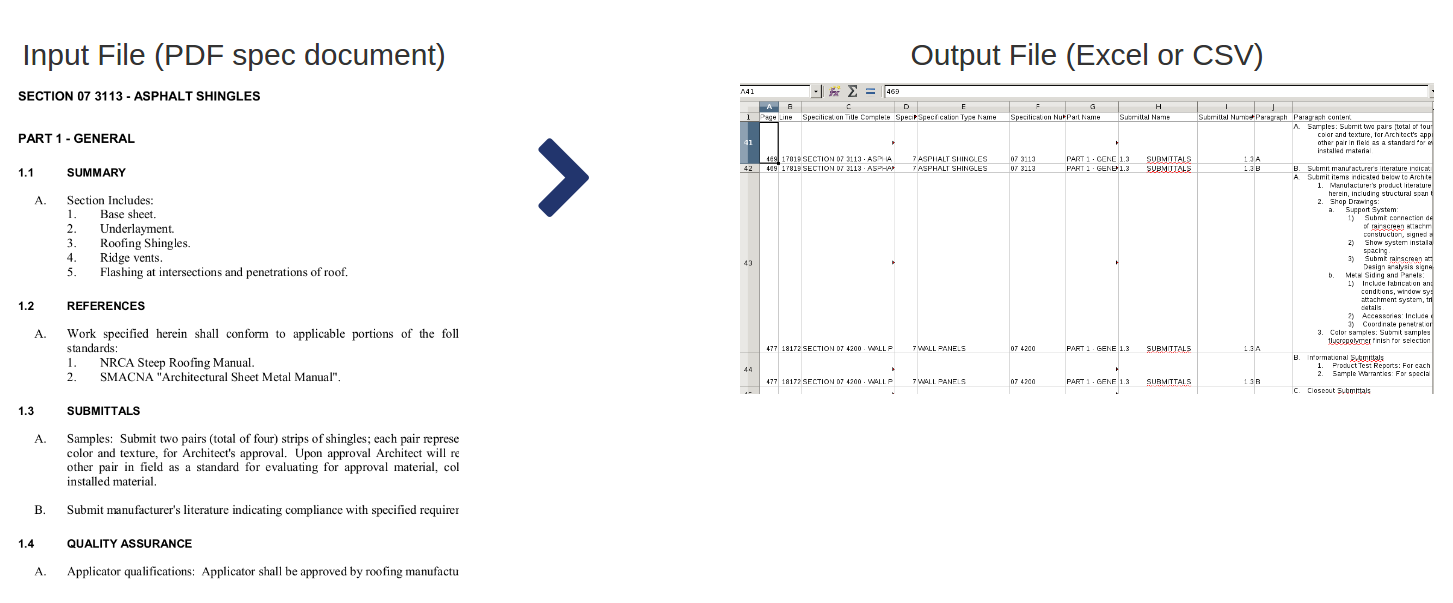 Input File (PDF spec document)
SECTION 07 3113 - ASPHALT SHINGLES
PART 1 - GENERAL
1.1 SUMMARY
A. Section Includes:
1. Base sheet.
2. Underlayment.
3. Roofing Shingles.
4. Ridge vents.
5. Flashing at intersections and penetrations of roof.
1.2 REFERENCES
A. Work specified herein shall conform to applicable portions of the foll
standards:
1. NRCA Steep Roofing Manual.
2. SMACNA "Architectural Sheet Metal Manual".
1.3 SUBMITTALS
A. Samples: Submit two pairs (total of four) strips of shingles; each pair represe
color and texture, for Architect's approval. Upon approval Architect will re
other pair in field as a standard for evaluating for approval material, col
installed material.
B. Submit manufacturer's literature indicating compliance with specified requirer
1.4 QUALITY ASSURANCE
A. Applicator qualifications: Applicator shall be approved by roofing manufactu
Output File (Excel or CSV)
A41 469
A B C D E F G H I J
1 Page Line Specification Title Complete Speci Specification Type Name Specification Nu Part Name Submittal Name Submittal Numbe Paragraph Paragraph content
A. Samples: Submit two pairs (total of four
color and texture, for Architect's app
other pair in field as a standard for e
installed material
41 469 17819 SECTION 07 3113 - ASPHA 7 ASPHALT SHINGLES 07 3113 PART 1 - GENE 1.3 SUBMITTALS 1.3 A
42 469 17819 SECTION 07 3113 - ASPHA 7 ASPHALT SHINGLES 07 3113 PART 1 - GENE 1.3 SUBMITTALS 1.3 B B. Submit manufacturer's literature indicat
A. Submit items indicated below to Archite
1. Manufacturer's product literature
herein, including structural span
2. Shop Drawings:
a. Support System:
1) Submit connection de
of rainscreen attachm
construction, signed a
2) Show system installa
spacing.
3) Submit rainscreen att
Design analysis signe
b. Metal Siding and Panels:
1) Include fabrication and
conditions, window sys
attachment system, tri
details
2) Accessories: Include
3) Coordinate penetration
3. Color samples: Submit samples
fluoropolymer finish for selection
43 477 18172 SECTION 07 4200 - WALL P 7 WALL PANELS 07 4200 PART 1 - GENE 1.3 SUBMITTALS 1.3 A
B. Informational Submittals
1. Product Test Reports: For each
2. Sample Warranties: For special
44 477 18172 SECTION 07 4200 - WALL P 7 WALL PANELS 07 4200 PART 1 - GENE 1.3 SUBMITTALS 1.3 B
C. Closeout Submittals